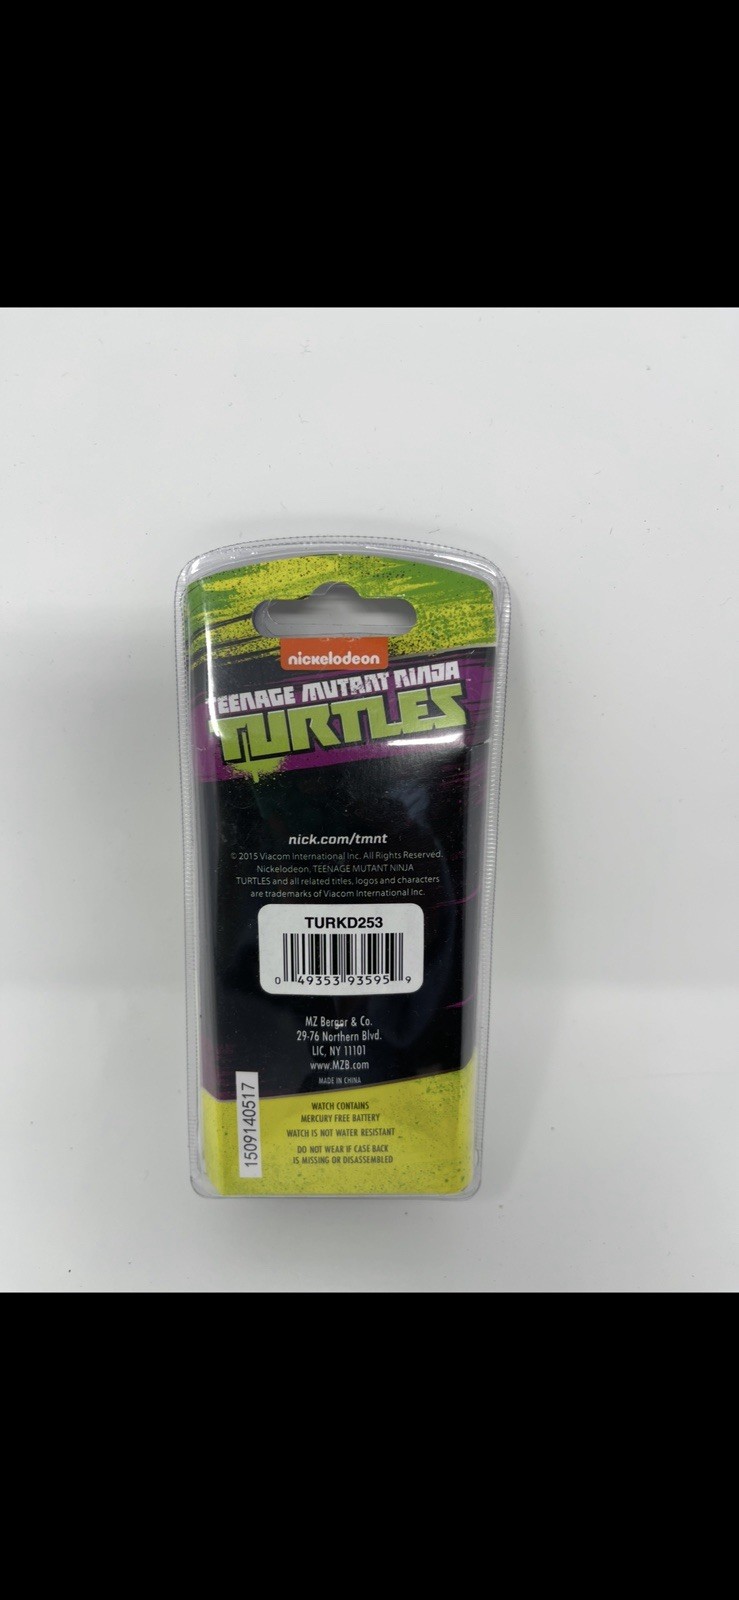 nickelodeon
TEENAGE MUTANT NINJA
TURTLES
nick.com/tmnt
© 2015 Viacom International Inc. All Rights Reserved.
Nickelodeon, TEENAGE MUTANT NINJA
TURTLES and all related titles, logos and characters
are trademarks of Viacom International Inc.
TURKD253
0 49353 93595 9
MZ Berger & Co.
29-76 Northern Blvd.
LIC, NY 11101
www.MZB.com
MADE IN CHINA
WATCH CONTAINS
MERCURY FREE BATTERY
WATCH IS NOT WATER RESISTANT
DO NOT WEAR IF CASE BACK
IS MISSING OR DISASSEMBLED
1509140517